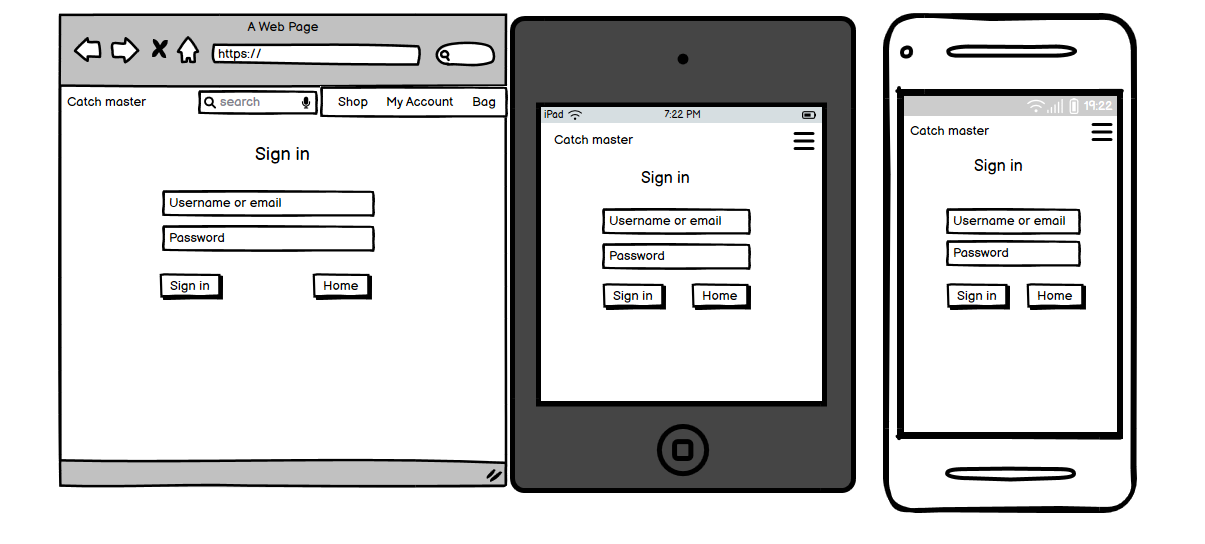 A Web Page
https://
Catch master
search
Shop My Account Bag
Sign in
Username or email
Password
Sign in Home
iPad 7:22 PM
Catch master
Sign in
Username or email
Password
Sign in Home
19:22
Catch master
Sign in
Username or email
Password
Sign in Home